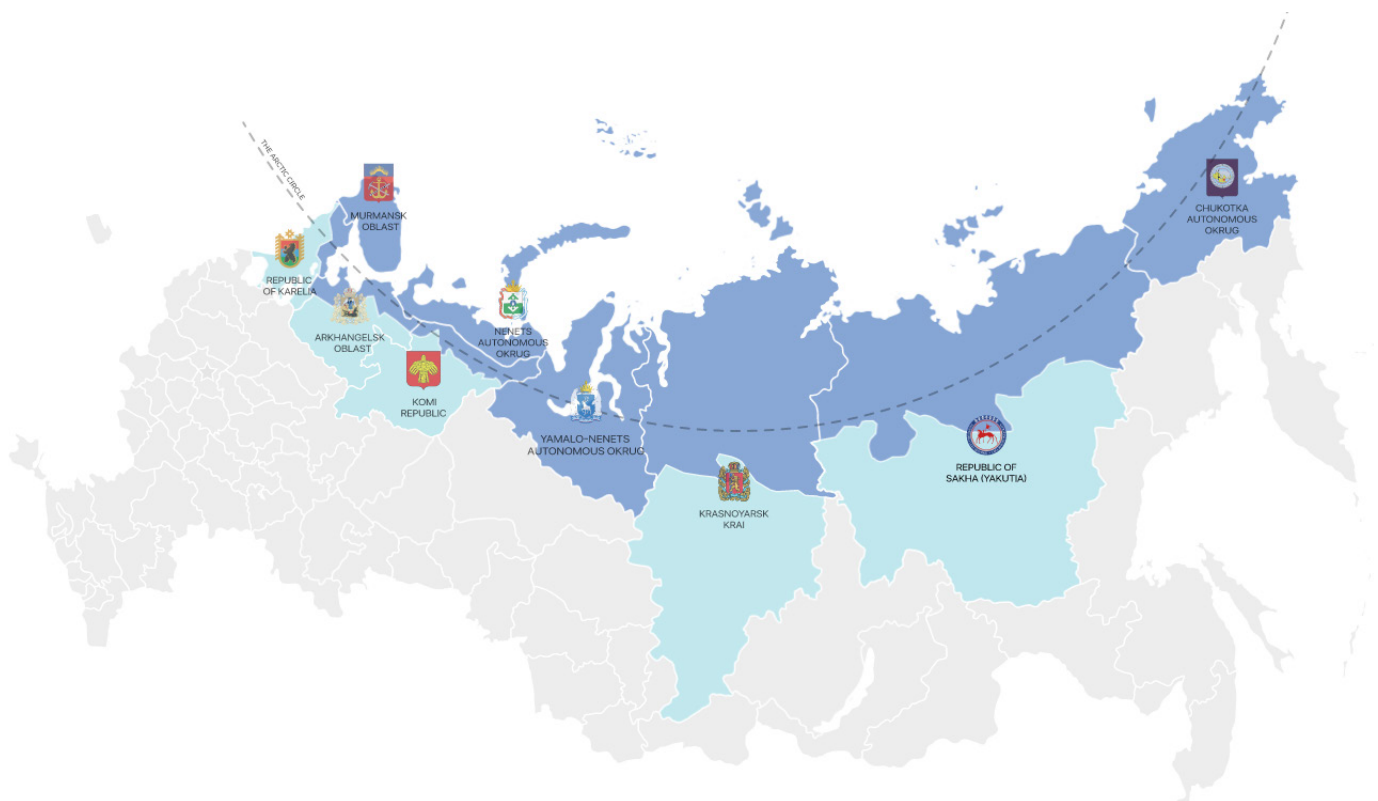 THE ARCTIC CIRCLE
MURMANSK
OBLAST
CHUKOTKA
AUTONOMOUS
OKRUG
REPUBLIC
OF KARELIA
ARKHANGELSK
OBLAST
NENETS
AUTONOMOUS
OKRUG
KOMI
REPUBLIC
YAMALO-NENETS
AUTONOMOUS OKRUG
REPUBLIC OF
SAKHA (YAKUTIA)
KRASNOYARSK
KRAI